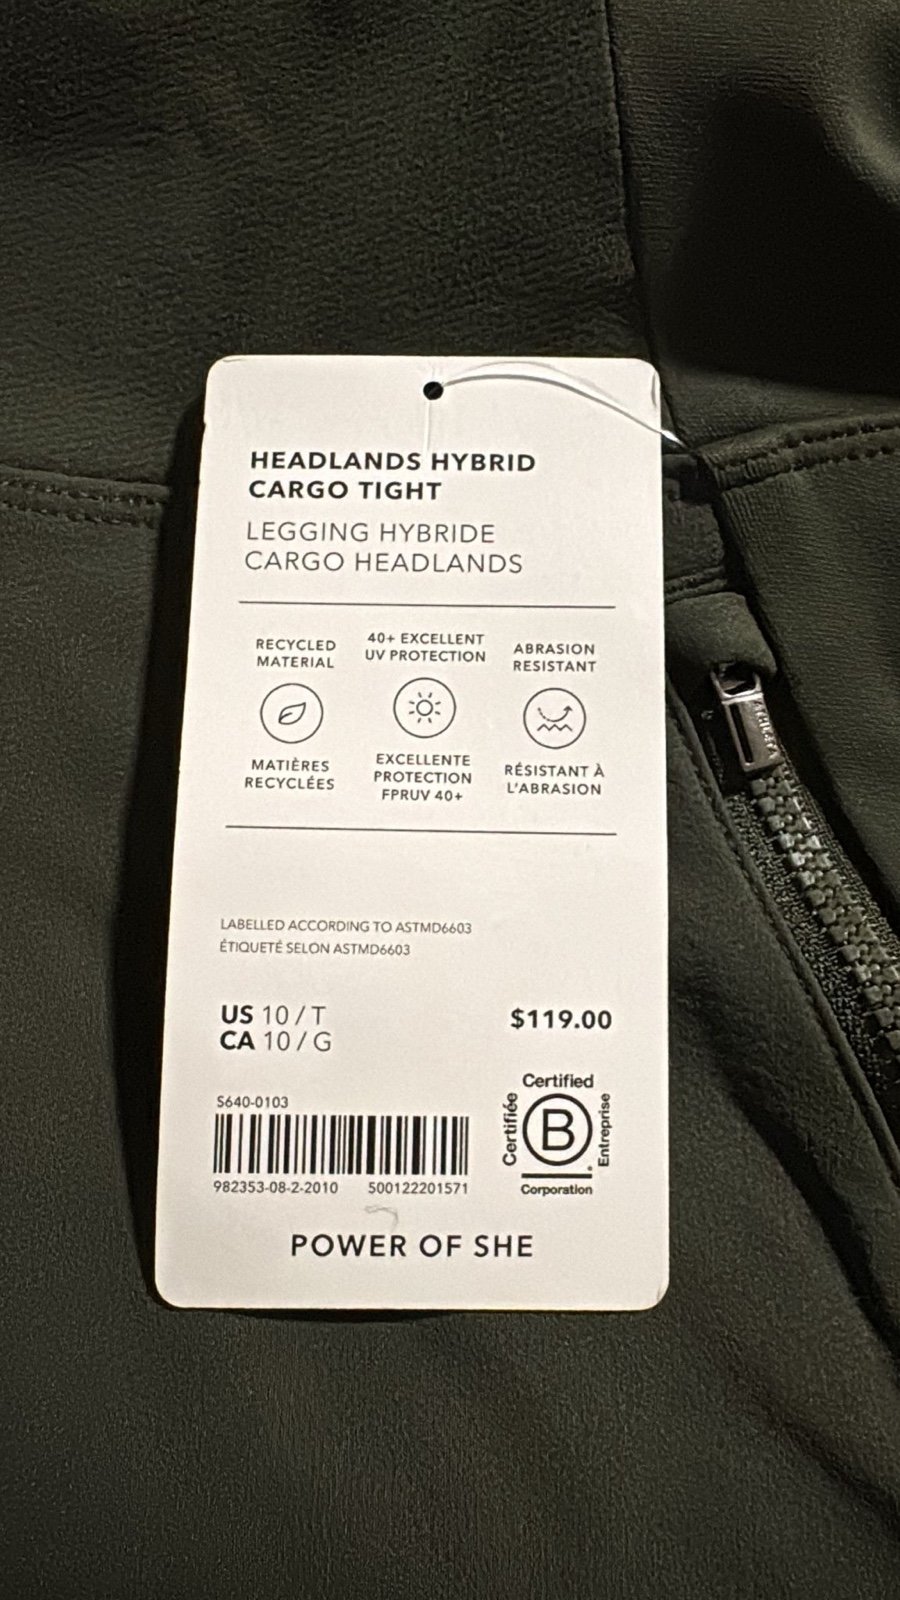 HEADLANDS HYBRID
CARGO TIGHT
LEGGING HYBRIDE
CARGO HEADLANDS
RECYCLED
MATERIAL
40+ EXCELLENT
UV PROTECTION
ABRASION
RESISTANT
MATIÈRES
RECYCLÉES
EXCELLENTE
PROTECTION
FPRUV 40+
RÉSISTANT À
L'ABRASION
LABELLED ACCORDING TO ASTMD6603
ÉTIQUETÉ SELON ASTMD6603
US 10 / T
CA 10 / G
$119.00
S640-0103
982353-08-2-2010 S00122201571
Certified
Certifiée
B
Entreprise
Corporation
POWER OF SHE
ATHLETA